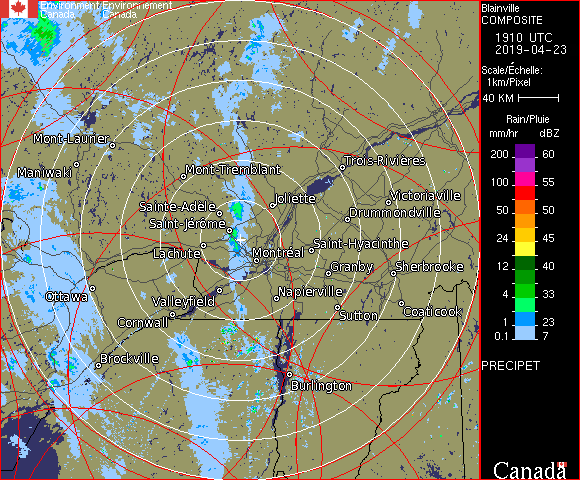 Environment Environnement
Canada Canada
Blainville
COMPOSITE
1910 UTC
2019-04-23
Scale/Échelle:
1km/Pixel
40 KM
Rain/Pluie
mm/hr dBZ
200 60
100 55
50 50
24 45
12 40
4 33
1 23
0.1 7
PRECIPET
Canada
Mont-Laurier
Maniwaki
Mont-Tremblant
Trois-Rivières
Sainte-Adèle
Joliette
Victoriaville
Drummondville
Saint-Jérôme
Saint-Hyacinthe
Lachute
Montréal
Granby
Sherbrooke
Ottawa
Valleyfield
Napierville
Cornwall
Sutton
Coaticook
Brockville
Burlington